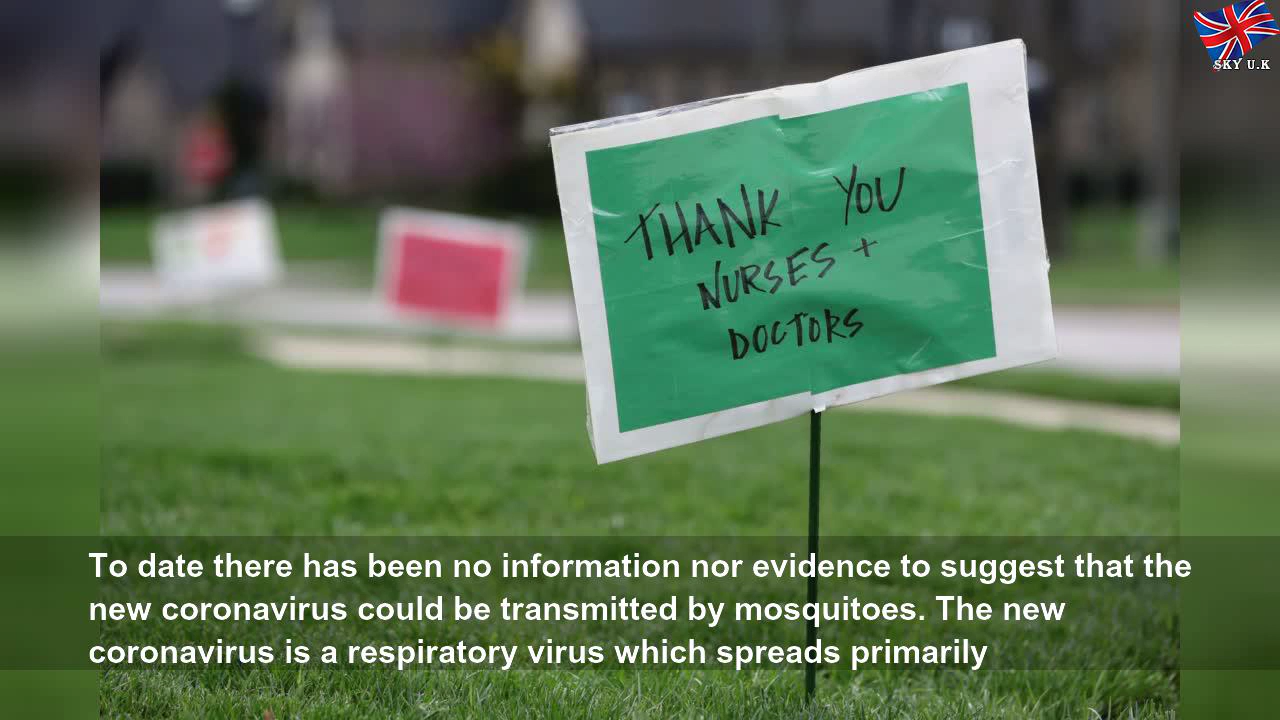 SKY U.K
THANK YOU
NURSES +
DOCTORS
To date there has been no information nor evidence to suggest that the
new coronavirus could be transmitted by mosquitoes. The new
coronavirus is a respiratory virus which spreads primarily